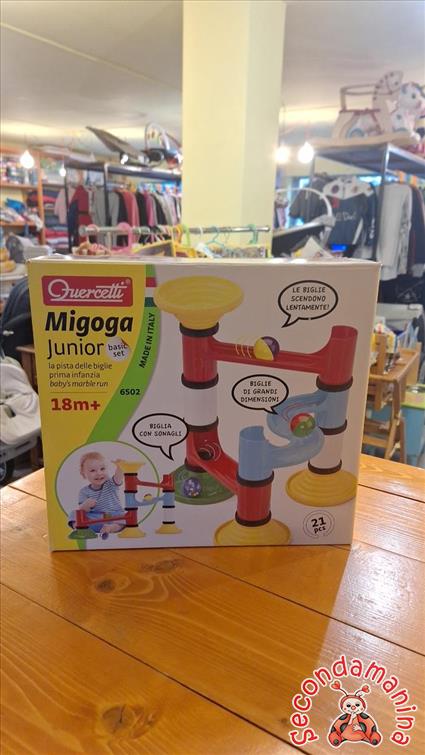 Quercetti
Migoga
Junior basic
set
la pista delle biglie
prima infanzia
baby's marble run
18m+
MADE IN ITALY
6502
LE BIGLIE
SCENDONO
LENTAMENTE!
BIGLIE
DI GRANDI
DIMENSIONI
BIGLIA
CON SONAGLI
21
pcs
Secondamanina